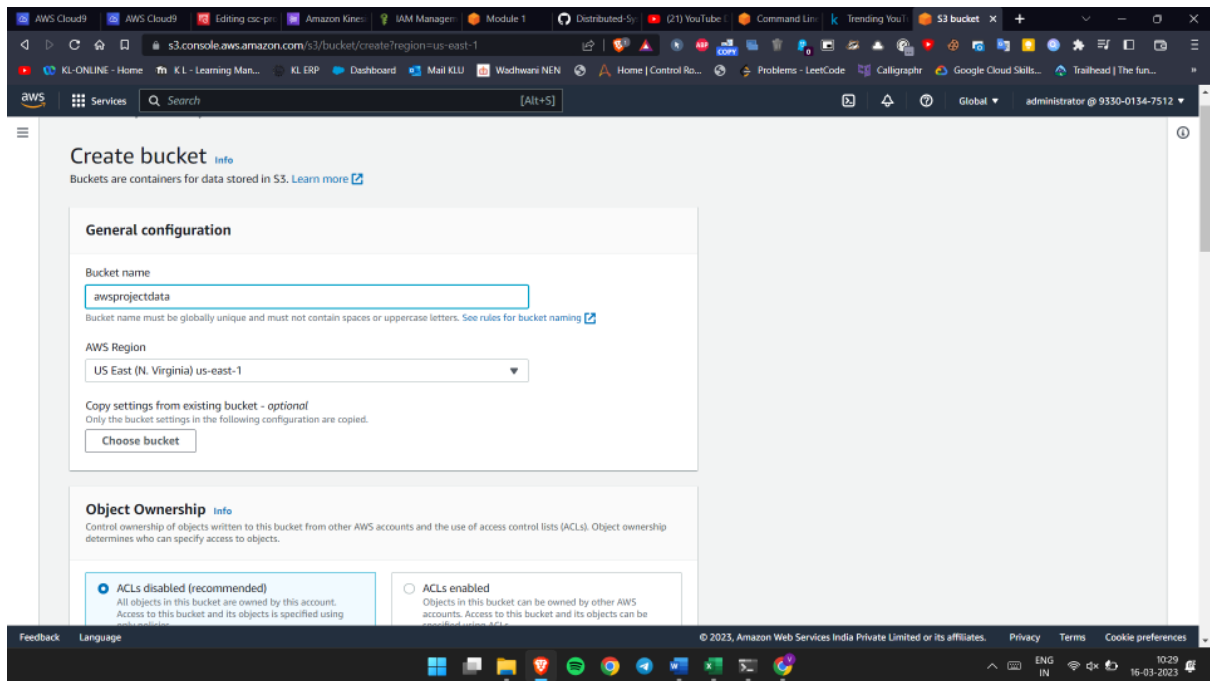 AWS Cloud9
AWS Cloud9
Editing csc-pro
Amazon Kines
IAM Managem
Module 1
Distributed-Sy
(21) YouTube
Command Lin
Trending YouT
S3 bucket
s3.console.aws.amazon.com/s3/bucket/create?region=us-east-1
KL-ONLINE - Home
K L - Learning Man...
KL ERP
Dashboard
Mail KLU
Wadhwani NEN
Home | Control Ro...
Problems - LeetCode
Calligraphr
Google Cloud Skills...
Trailhead | The fun...
aws
Services
Search
[Alt+S]
Global
administrator @ 9330-0134-7512
Create bucket Info
Buckets are containers for data stored in S3. Learn more
General configuration
Bucket name
awsprojectdata
Bucket name must be globally unique and must not contain spaces or uppercase letters. See rules for bucket naming
AWS Region
US East (N. Virginia) us-east-1
Copy settings from existing bucket - optional
Only the bucket settings in the following configuration are copied.
Choose bucket
Object Ownership Info
Control ownership of objects written to this bucket from other AWS accounts and the use of access control lists (ACLs). Object ownership
determines who can specify access to objects.
ACLs disabled (recommended)
All objects in this bucket are owned by this account.
Access to this bucket and its objects is specified using
only policies.
ACLs enabled
Objects in this bucket can be owned by other AWS
accounts. Access to this bucket and its objects can be
specified using ACLs.
Feedback
Language
© 2023, Amazon Web Services India Private Limited or its affiliates.
Privacy
Terms
Cookie preferences
ENG
IN
10:29
16-03-2023